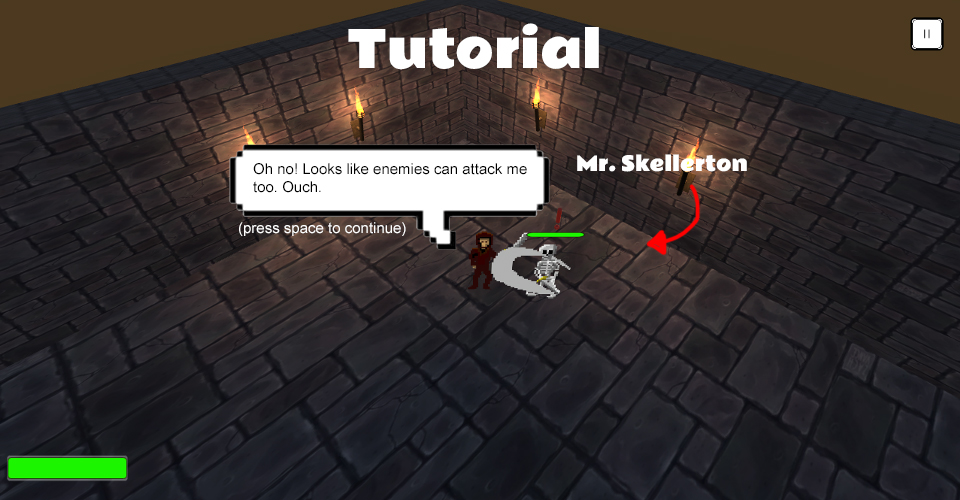 Tutorial
Oh no! Looks like enemies can attack me
too. Ouch.
Mr. Skellerton
(press space to continue)